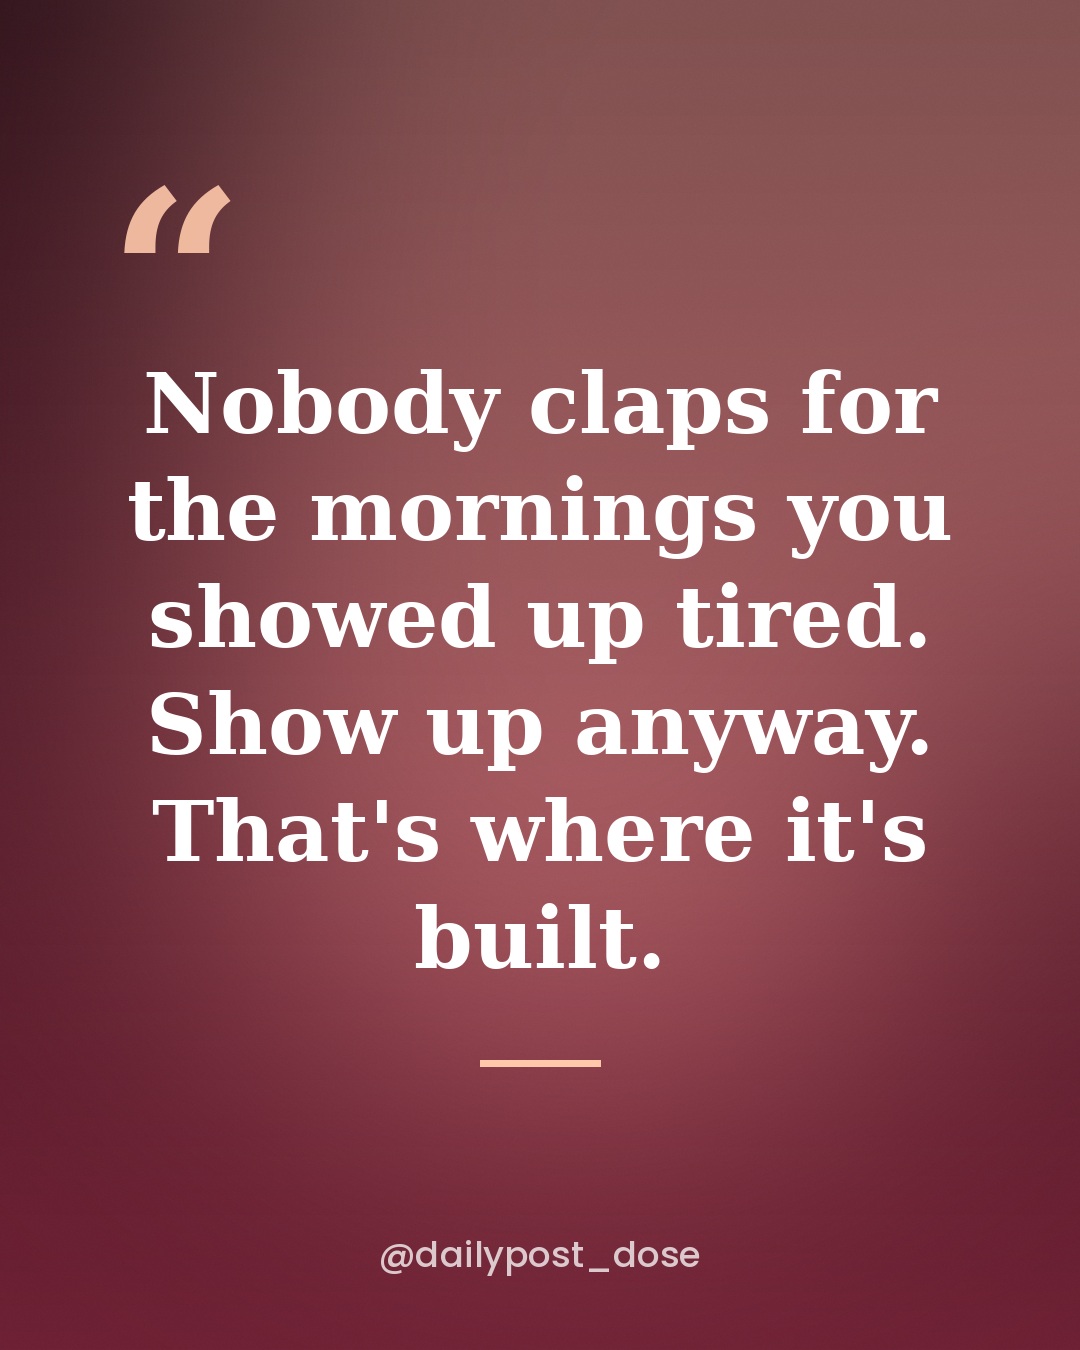 “
Nobody claps for
the mornings you
showed up tired.
Show up anyway.
That's where it's
built.
@dailypost_dose